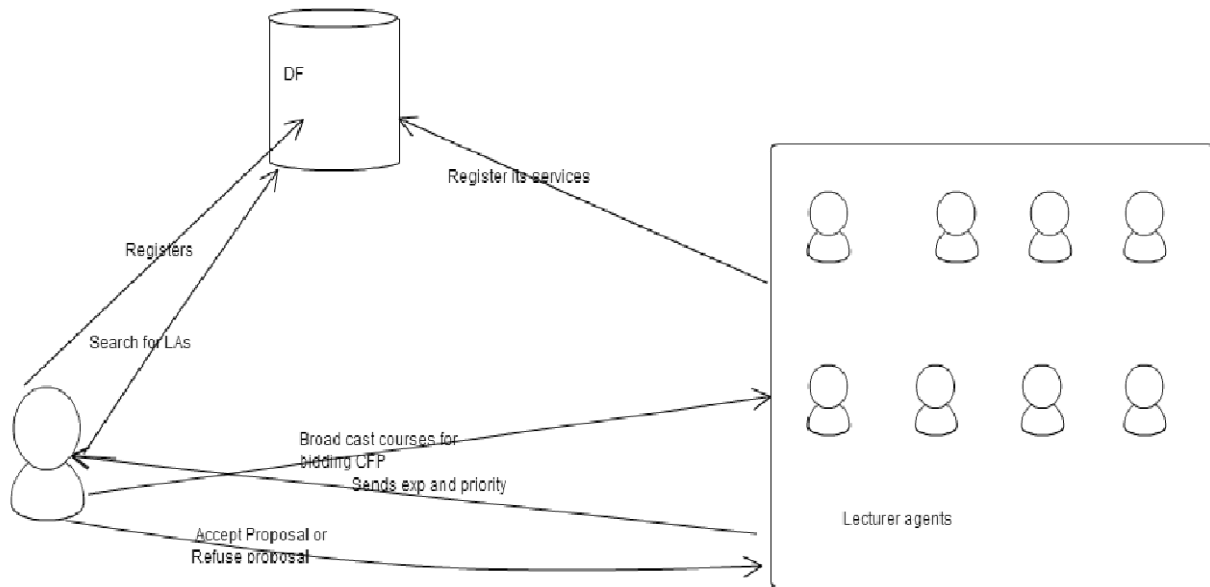 DF
Register its services
Registers
Search for LAs
Broad cast courses for
bidding CFP
Sends exp and priority
Lecturer agents
Accept Proposal or
Refuse proposal